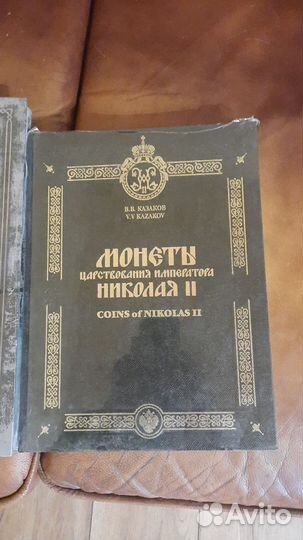 В.В. КАЗАКОВ
V.V KAZAKOV
МОНЕТЫ
ЦАРСТВОВАНИЯ ИМПЕРАТОРА
НИКОЛАЯ II
COINS of NIKOLAS II
Avito